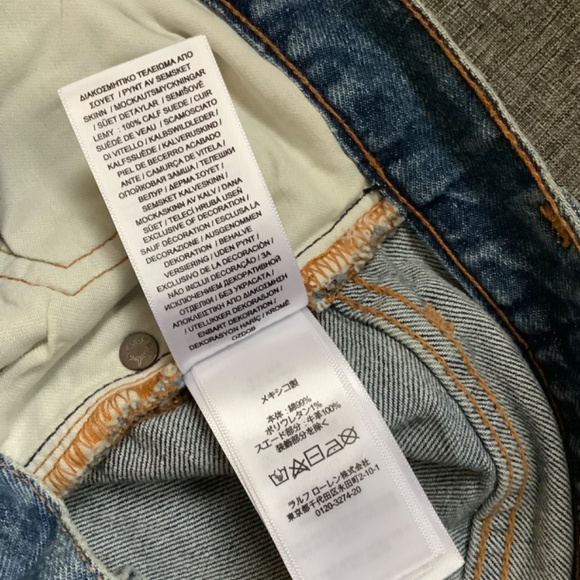 ΔΙΑΚΟΣΜΗΤΙΚΟ ΤΕΛΕΙΩΜΑ ΑΠΟ
ΣΟΥΕΤ / PYNT AV SEMSKET
SKINN / MOCKAUTSMYCKNINGAR
/ SÜET DETAYLAR / SEMIŠOVÉ
LEMY : 100% CALF SUEDE / CUIR
SUÉDÉ DE VEAU / SCAMOSCIATO
DI VITELLO / KALBSWILDLEDER /
KALFSSUÈDE / KALVERUSKIND /
PIEL DE BECERRO ACABADO
ANTE / CAMURÇA DE VITELA /
ОПОЙКОВАЯ ЗАМША / ТЕЛЕШКИ
ВЕЛУР / ΔΕΡΜΑ ΣΟΥΕΤ /
SEMSKET KALVESKINN /
MOCKASKINN AV KALV / DANA
SÜET / TELECÍ HRUBÁ USEŇ
EXCLUSIVE OF DECORATION /
SAUF DÉCORATION / ESCLUSA LA
DECORAZIONE / AUSGENOMMEN
DEKORATION / BEHALVE
VERSIERING / UDEN PYNT /
EXCLUSIVO DE DECORACIÓN /
NÃO INCLUI DECORAÇÃO / ЗА
ИСКЛЮЧЕНИЕМ ДЕКОРАТИВНОЙ
ОТДЕЛКИ / БЕЗ УКРАСАТА /
ΑΠΟΚΛΕΙΣΤΙΚΗ ΑΠΟ ΔΙΑΚΟΣΜΗΣΗ
/ UTELUKKER DEKORASJON /
ENBART DEKORATION /
DEKORASYON HARİÇ / KROMĚ
OZDOB
メキシコ製
本体：綿99%
ポリウレタン1%
スエード部分：牛革100%
装飾部分を除く
ラルフ ローレン株式会社
東京都千代田区永田町2-10-1
0120-3274-20